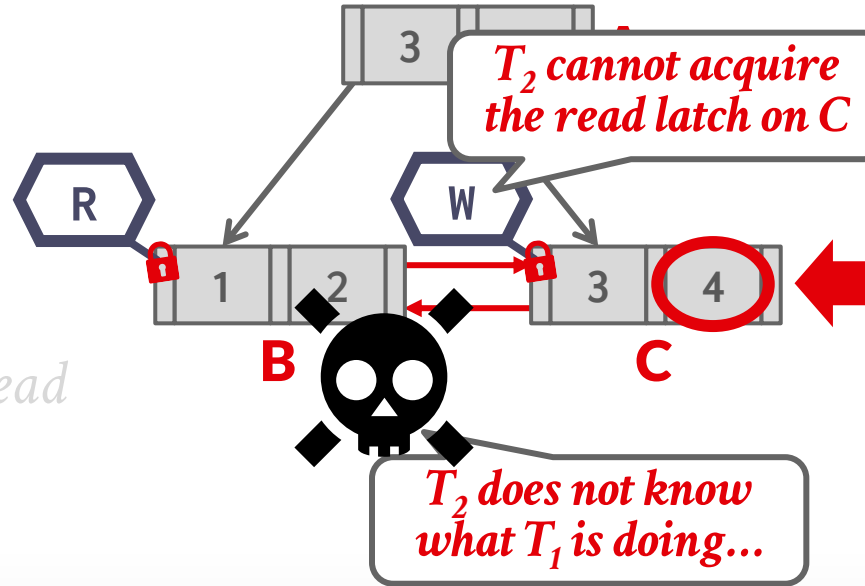 3
T₂ cannot acquire
the read latch on C
R
W
1 2
3 4
B
C
ead
T₂ does not know
what T₁ is doing...